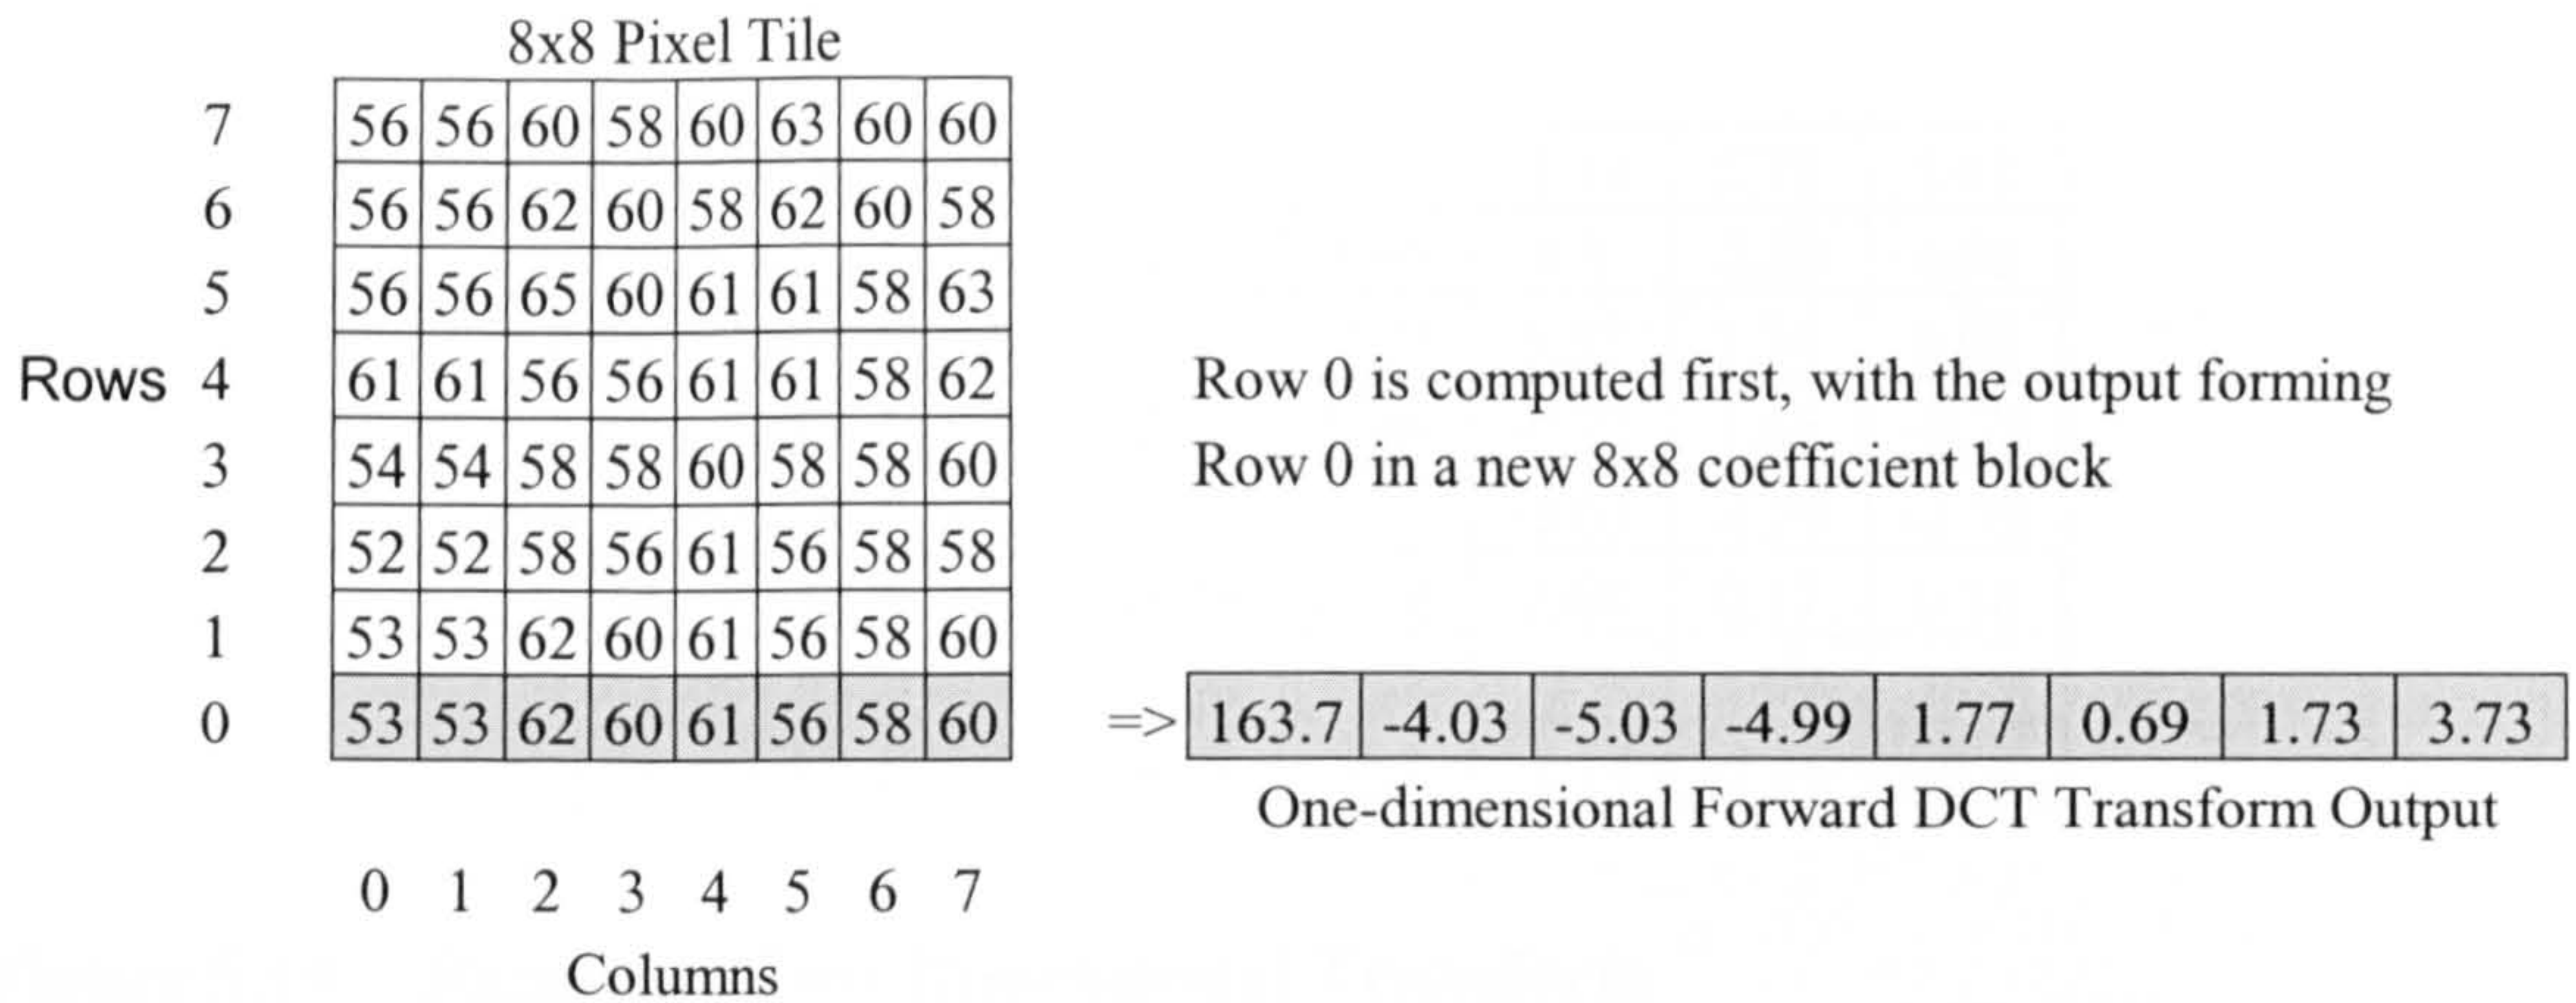 8x8 Pixel Tile
7 56 56 60 58 60 63 60 60
6 56 56 62 60 58 62 60 58
5 56 56 65 60 61 61 58 63
Rows 4 61 61 56 56 61 61 58 62
Row 0 is computed first, with the output forming
3 54 54 58 58 60 58 58 60
Row 0 in a new 8x8 coefficient block
2 52 52 58 56 61 56 58 58
1 53 53 62 60 61 56 58 60
0 53 53 62 60 61 56 58 60 => 163.7 -4.03 -5.03 -4.99 1.77 0.69 1.73 3.73
One-dimensional Forward DCT Transform Output
0 1 2 3 4 5 6 7
Columns